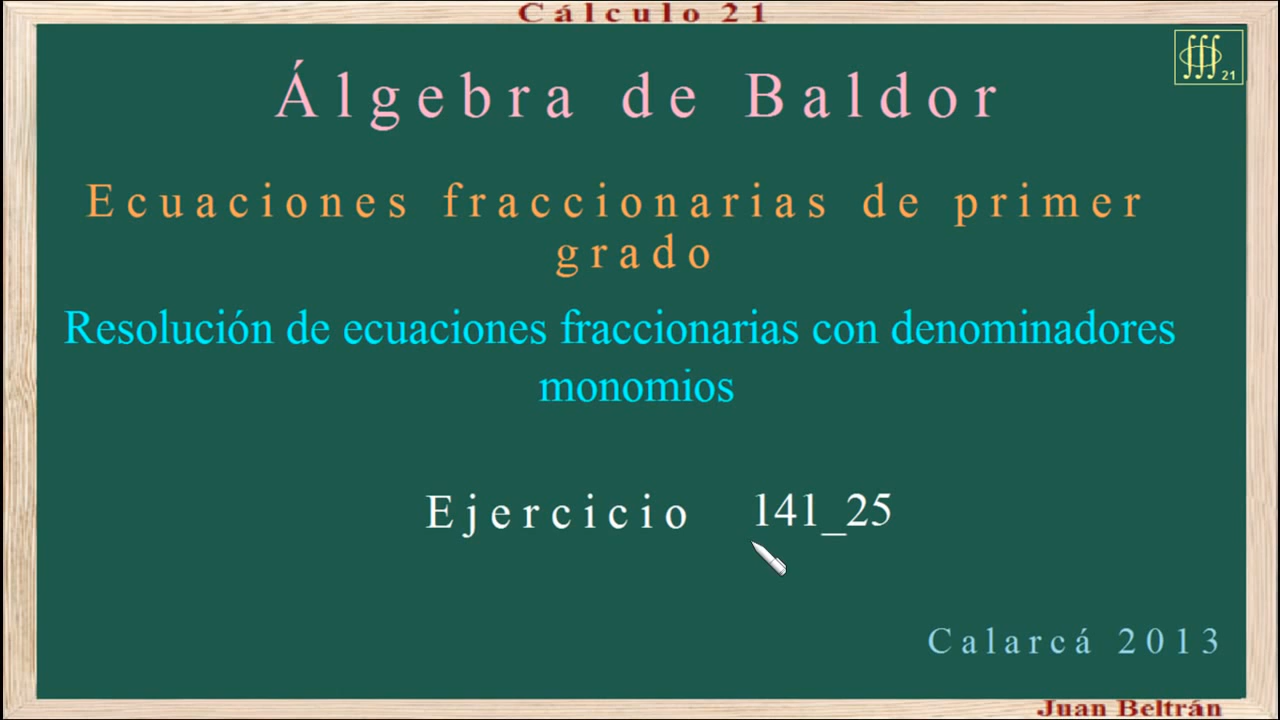 Cálculo 21
∯∰ 21
Álgebra de Baldor
Ecuaciones fraccionarias de primer
grado
Resolución de ecuaciones fraccionarias con denominadores
monomios
Ejercicio 141_25
Calarcá 2013
Juan Beltrán